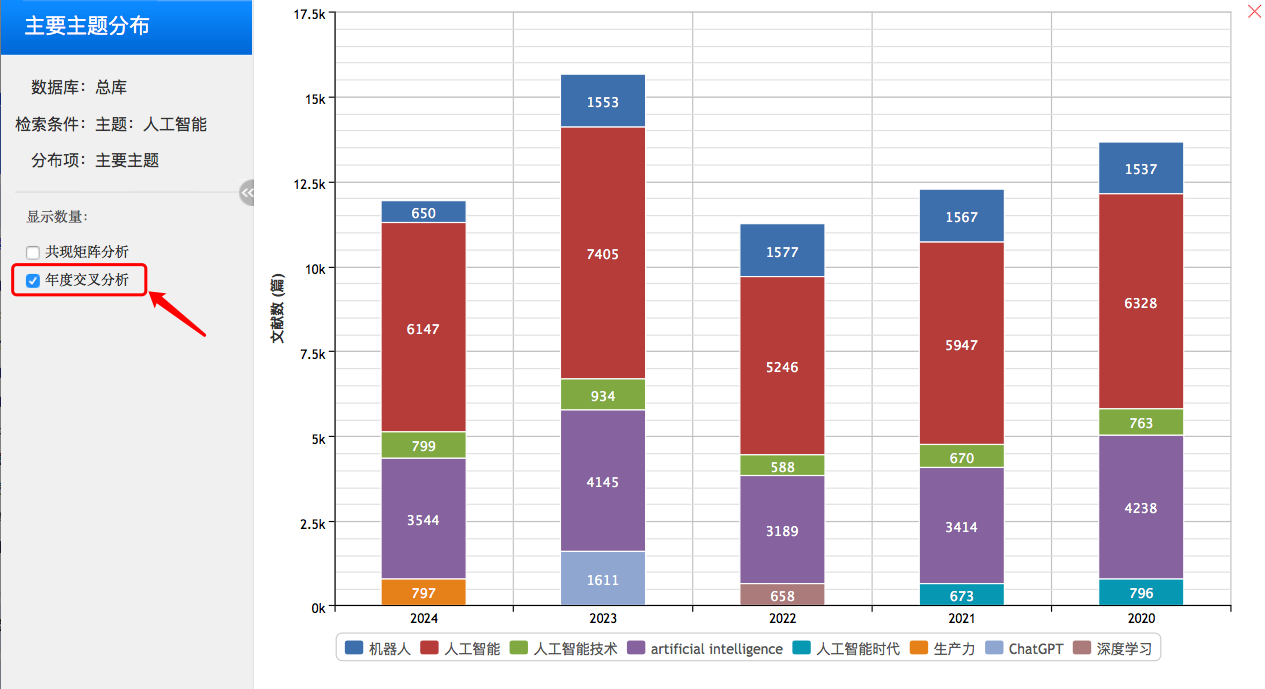 主要主题分布
数据库：总库
检索条件：主题：人工智能
分布项：主要主题
显示数量：
共现矩阵分析
年度交叉分析
文献数 (篇)
17.5k
15k
12.5k
10k
7.5k
5k
2.5k
0k
650
6147
799
3544
797
1553
7405
934
4145
1611
1577
5246
588
3189
658
1567
5947
670
3414
673
1537
6328
763
4238
796
2024 2023 2022 2021 2020
机器人 人工智能 人工智能技术 artificial intelligence 人工智能时代 生产力 ChatGPT 深度学习